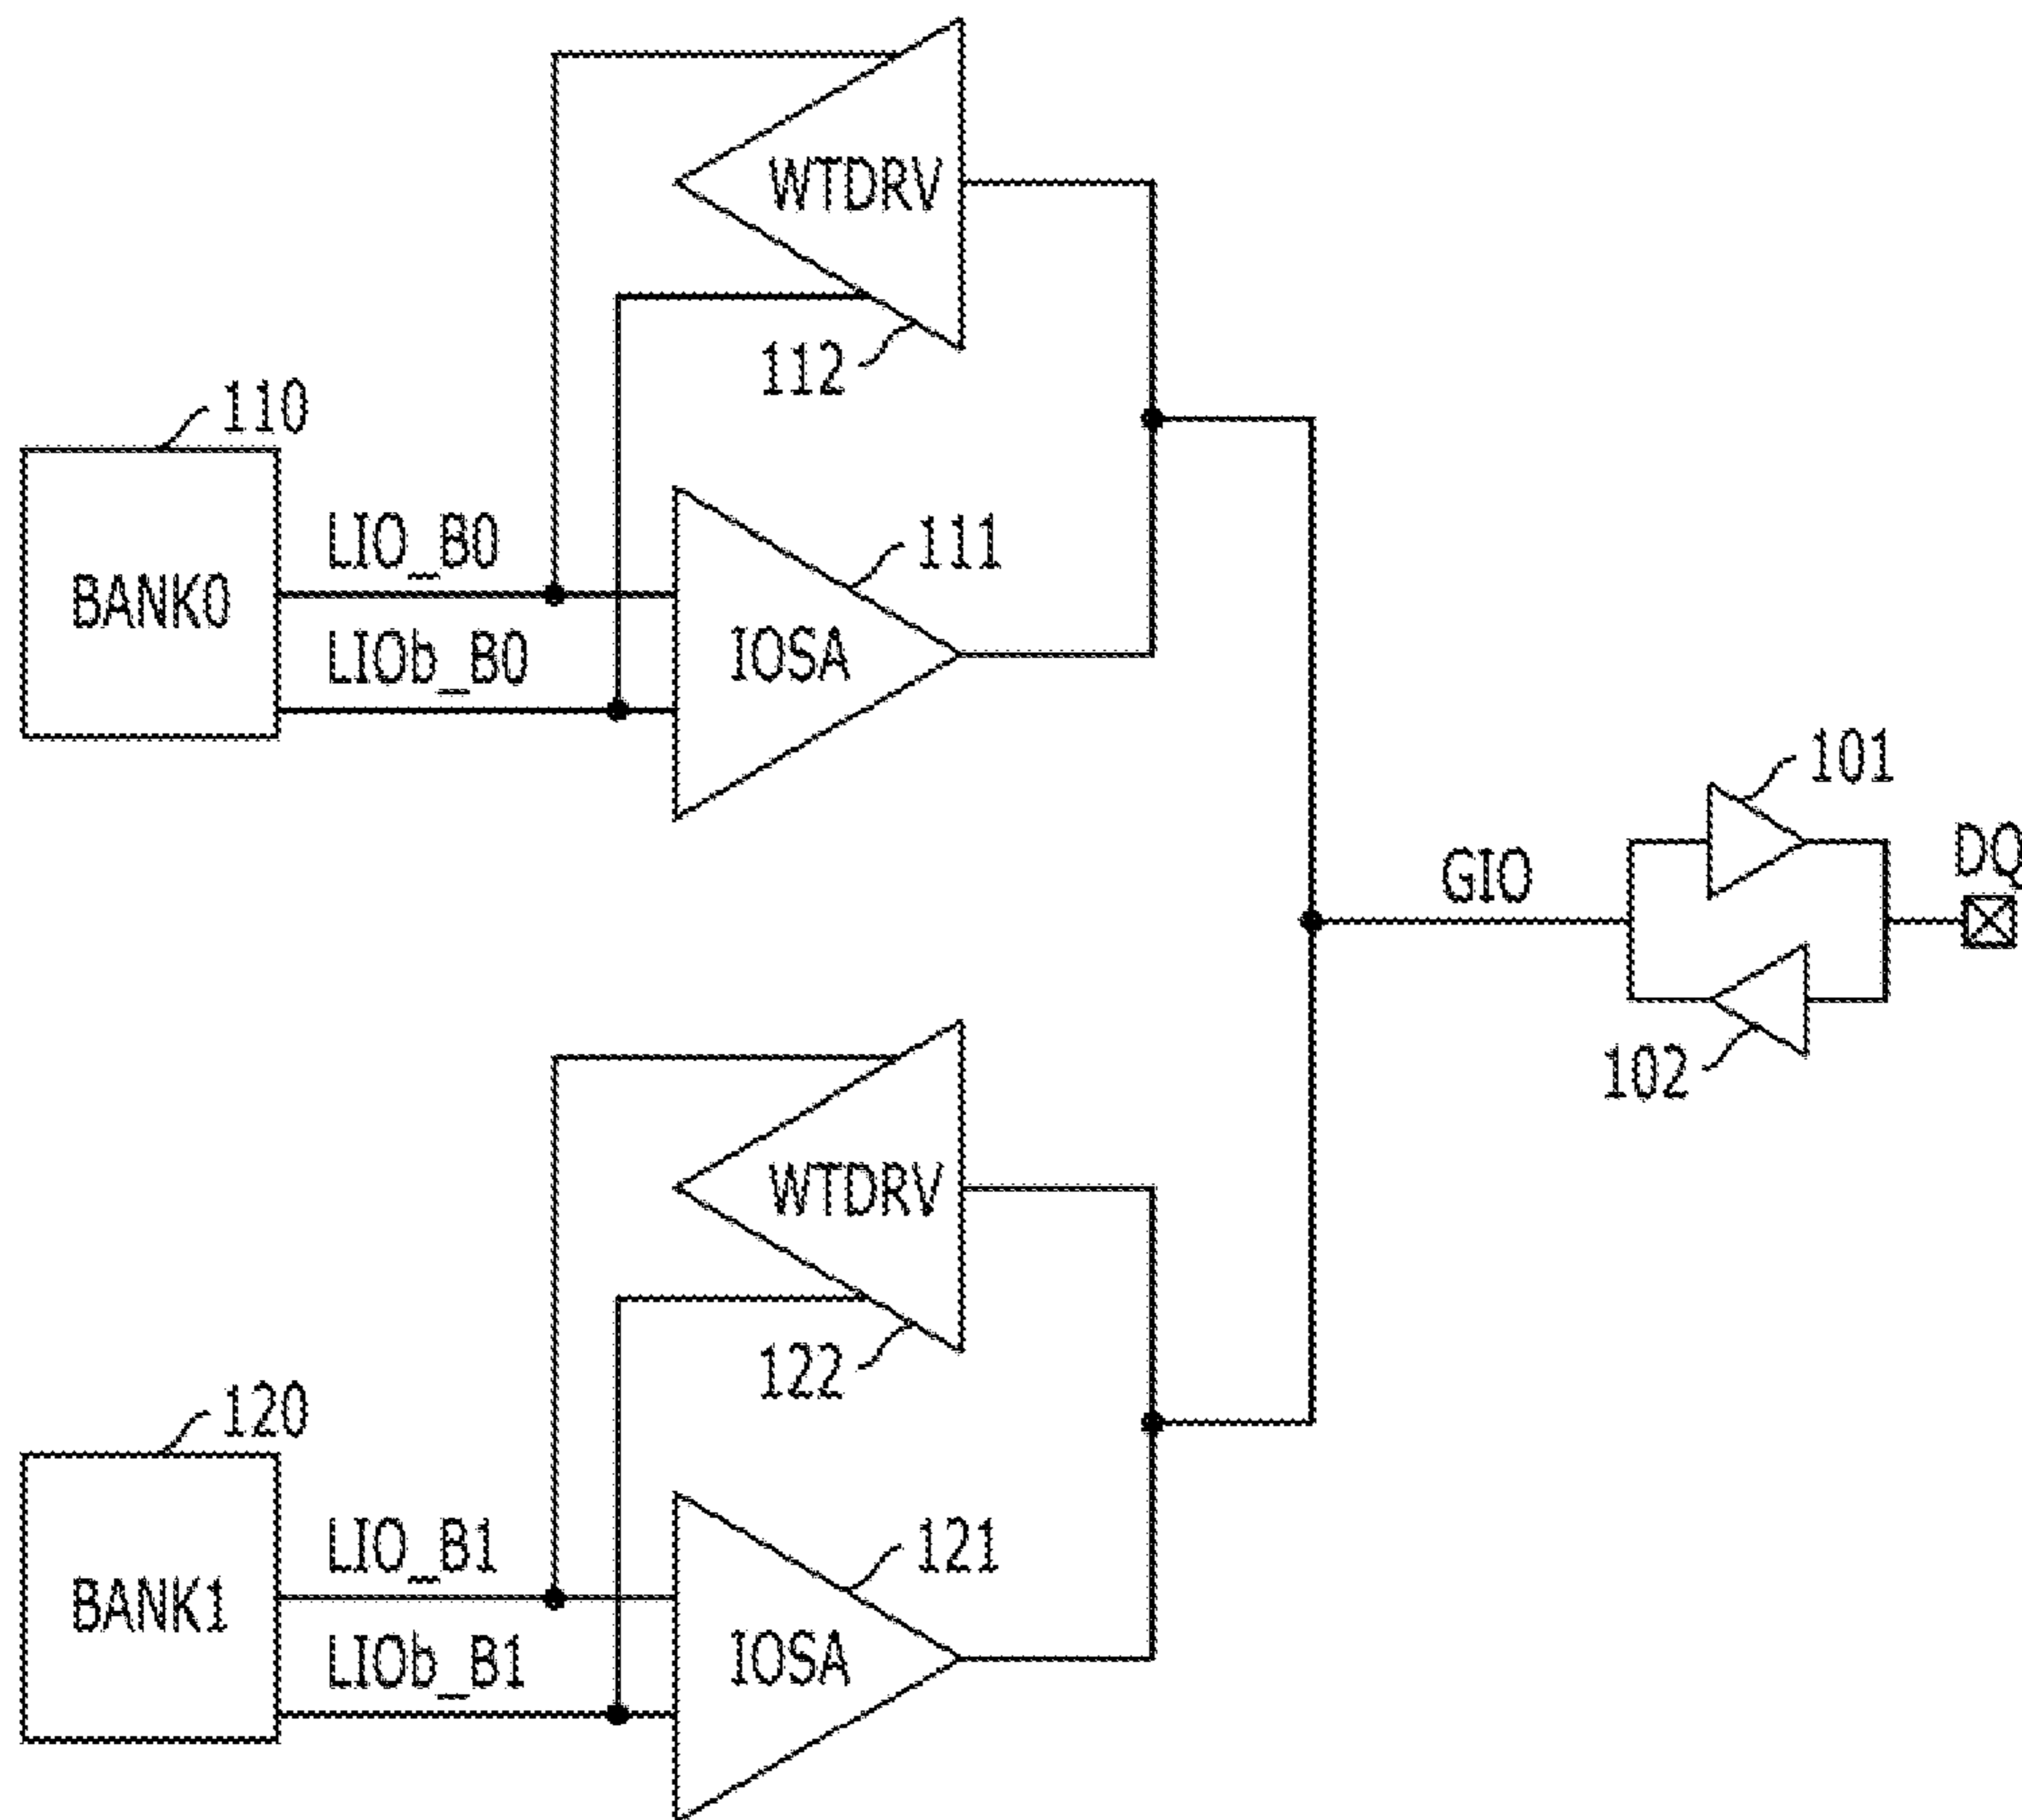 WTDRV
112
110
BANK0
LIO_B0
LIOb_B0
111
IOSA
101
DQ
GIO
102
WTDRV
122
120
BANK1
LIO_B1
LIOb_B1
121
IOSA